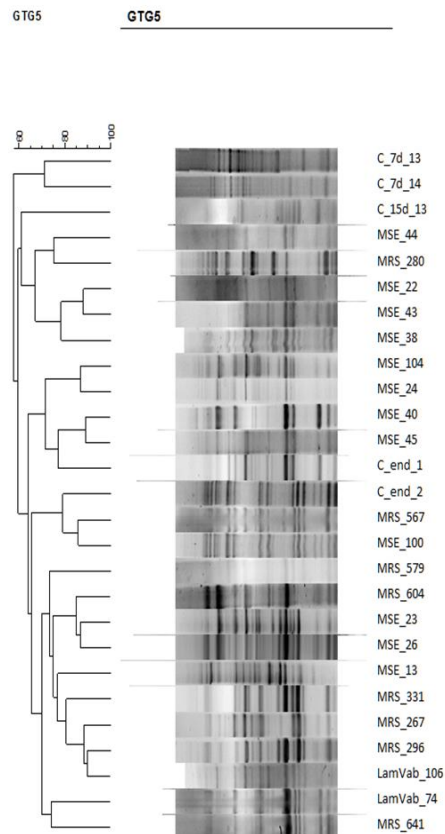 GTG5 GTG5
60 80 100
C_7d_13
C_7d_14
C_15d_13
MSE_44
MRS_280
MSE_22
MSE_43
MSE_38
MSE_104
MSE_24
MSE_40
MSE_45
C_end_1
C_end_2
MRS_567
MSE_100
MRS_579
MRS_604
MSE_23
MSE_26
MSE_13
MRS_331
MRS_267
MRS_296
LamVab_106
LamVab_74
MRS_641